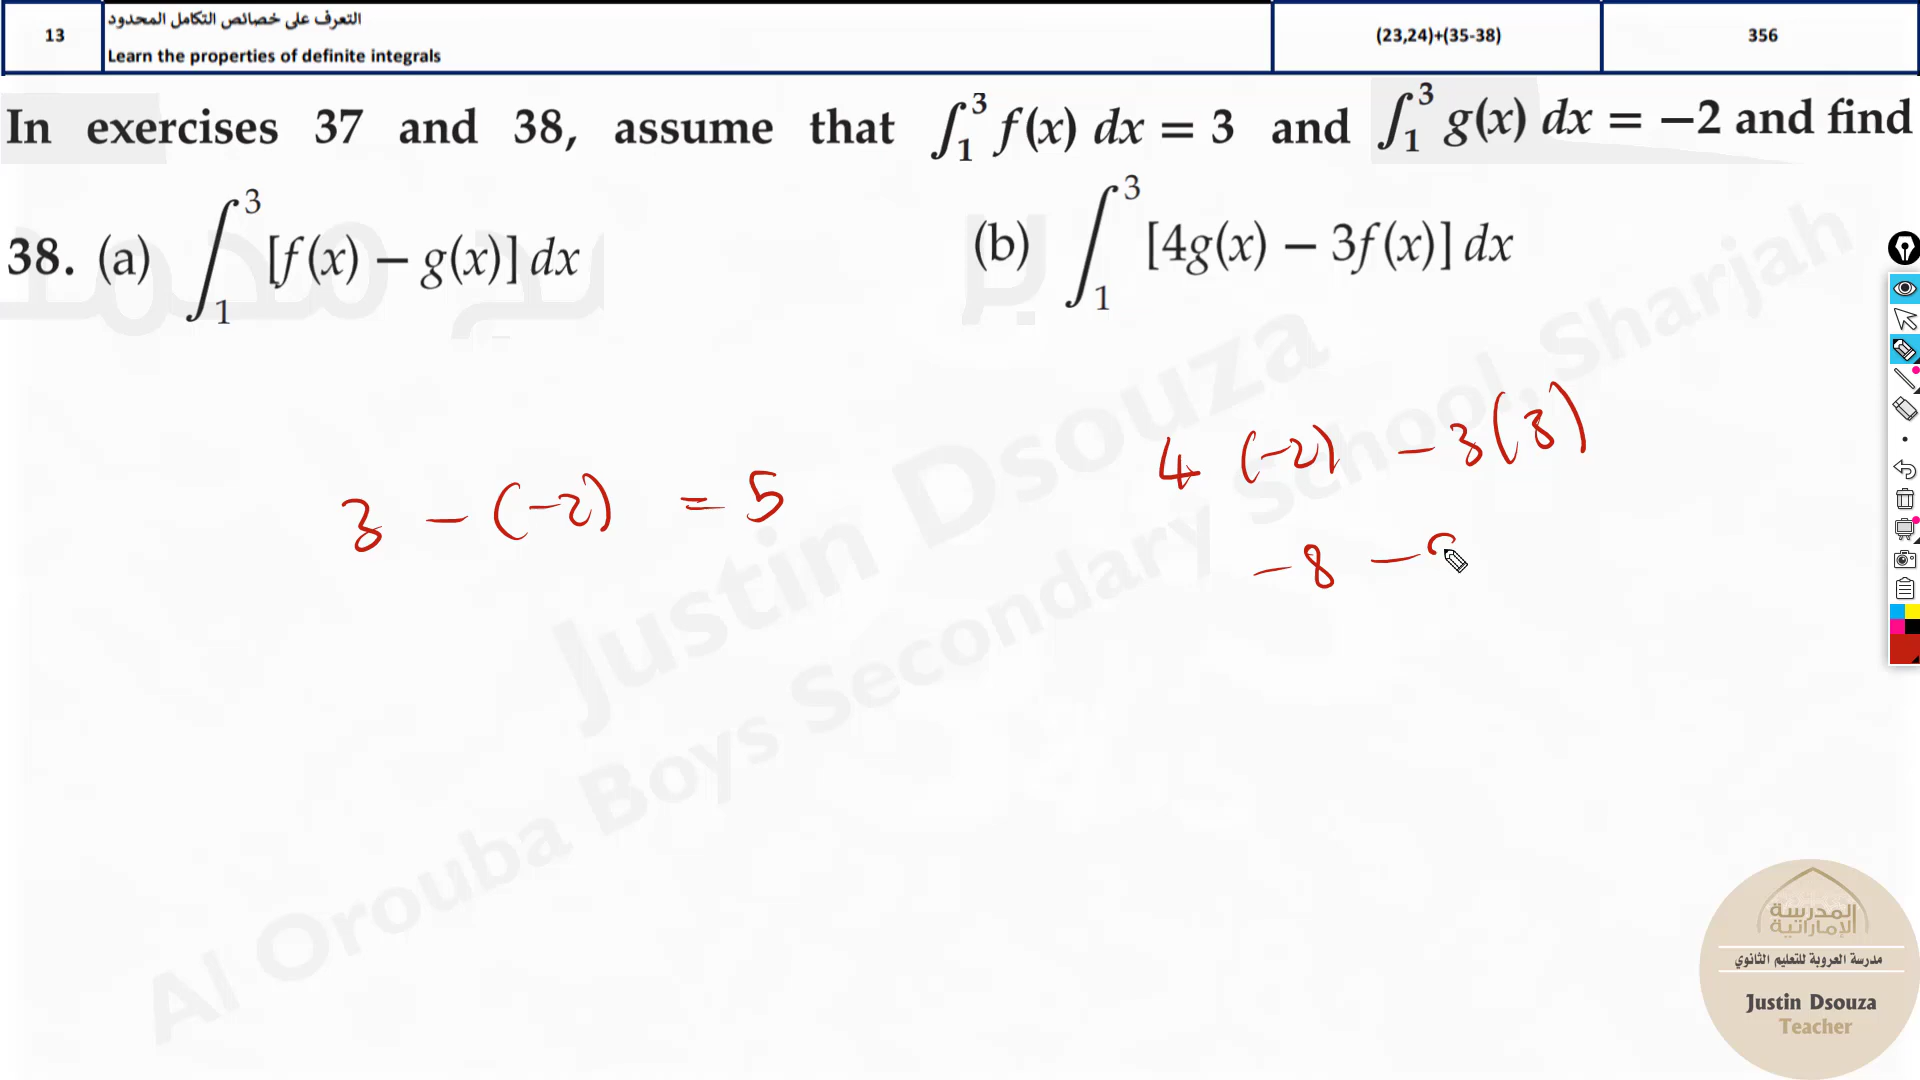 13
التعرف على خصائص التكامل المحدود
Learn the properties of definite integrals
(23,24)+(35-38)
356
In exercises 37 and 38, assume that ∫₁³ f(x) dx = 3 and ∫₁³ g(x) dx = −2 and find
38. (a) ∫₁³ [f(x) − g(x)] dx
(b) ∫₁³ [4g(x) − 3f(x)] dx
3 − (−2) = 5
4 (−2) − 3(3)
−8 −
Justin Dsouza
Al Orouba Boys Secondary School, Sharjah
المدرسة
الإماراتية
مدرسة العروبة للتعليم الثانوي
Justin Dsouza
Teacher